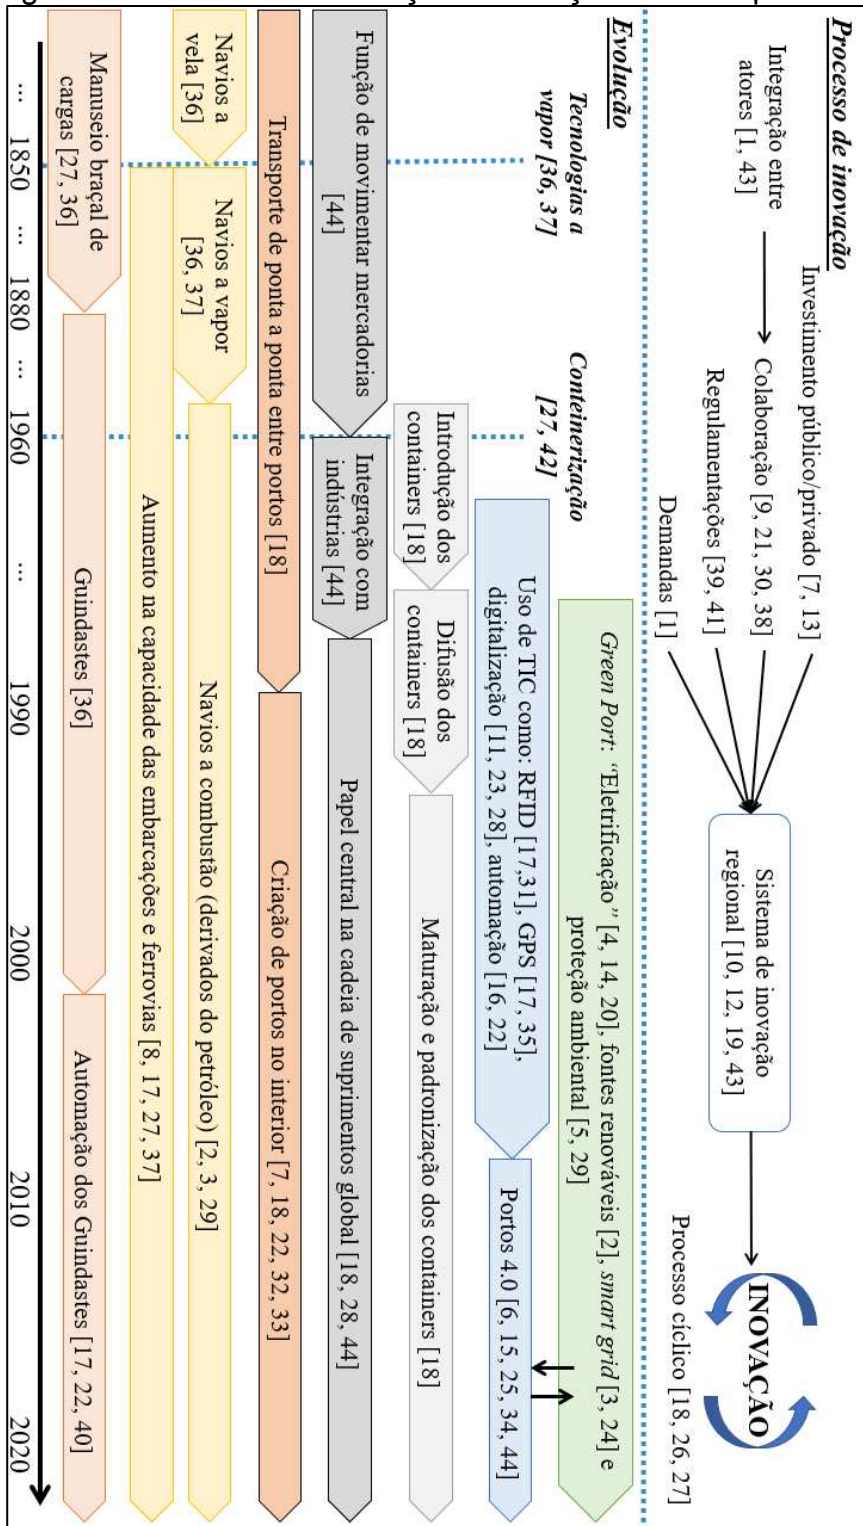 Processo de inovação
Integração entre
atores [1, 43]
Investimento público/privado [7, 13]
Colaboração [9, 21, 30, 38]
Regulamentações [39, 41]
Demandas [1]
Sistema de inovação
regional [10, 12, 19, 43]
INOVAÇÃO
Processo cíclico [18, 26, 27]
Evolução
Tecnologias a
vapor [36, 37]
Conteinerização
[27, 42]
Green Port: “Eletrificação” [4, 14, 20], fontes renováveis [2], smart grid [3, 24] e
proteção ambiental [5, 29]
Uso de TIC como: RFID [17,31], GPS [17, 35],
digitalização [11, 23, 28], automação [16, 22]
Portos 4.0 [6, 15, 25, 34, 44]
Introdução dos
containers [18]
Difusão dos
containers [18]
Maturação e padronização dos containers [18]
Função de movimentar mercadorias
[44]
Integração com
indústrias [44]
Papel central na cadeia de suprimentos global [18, 28, 44]
Transporte de ponta a ponta entre portos [18]
Criação de portos no interior [7, 18, 22, 32, 33]
Navios a
vela [36]
Navios a vapor
[36, 37]
Navios a combustão (derivados do petróleo) [2, 3, 29]
Aumento na capacidade das embarcações e ferrovias [8, 17, 27, 37]
Manuseio braçal de
cargas [27, 36]
Guindastes [36]
Automação dos Guindastes [17, 22, 40]
... 1850 ... 1880 ... 1960 ... 1990 2000 2010 2020